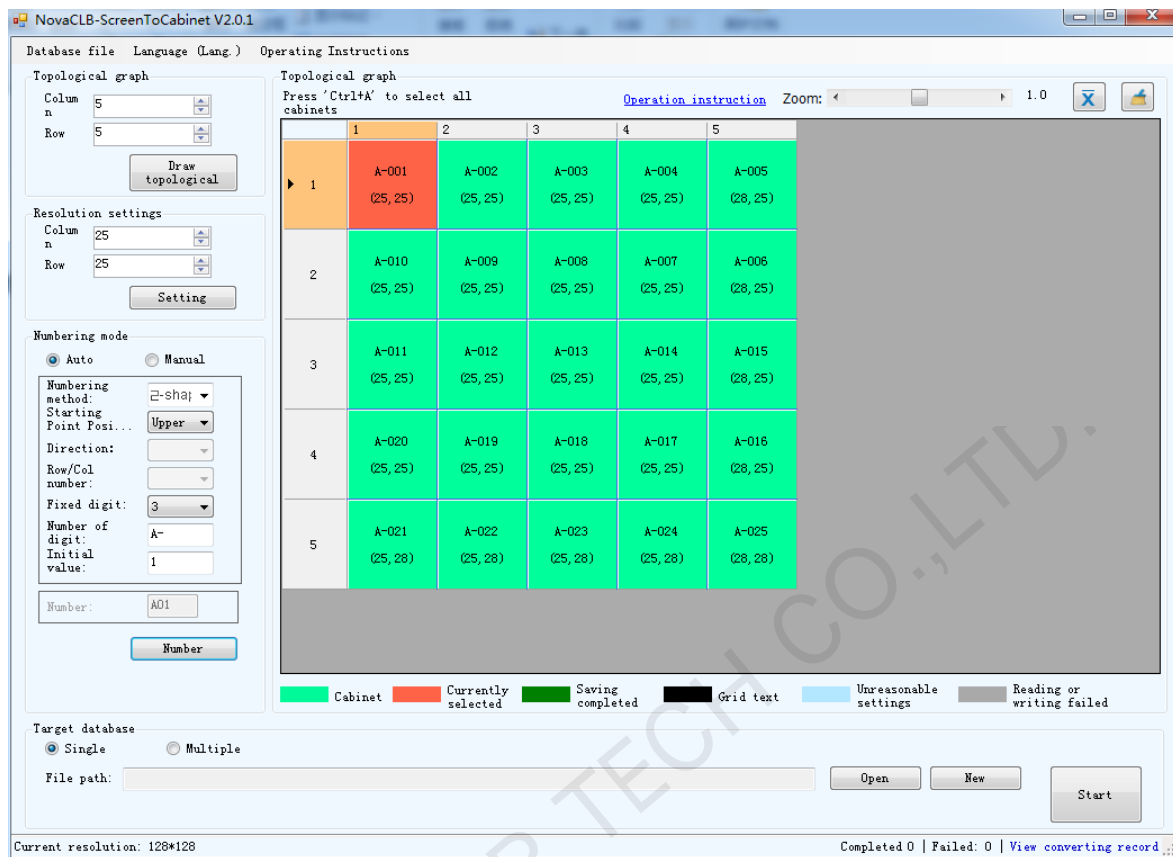 NovaCLB-ScreenToCabinet V2.0.1
Database file Language (Lang.) Operating Instructions
Topological graph
Colum
n
5
Row 5
Draw
topological
Resolution settings
Colum
n
25
Row 25
Setting
Numbering mode
Auto Manual
Numbering
method:
Starting
Point Posi... Upper
Direction:
Row/Col
number:
Fixed digit: 3
Number of
digit: A-
Initial
value: 1
Number: A01
Number
Topological graph
Press 'Ctrl+A' to select all
cabinets
Operation instruction Zoom: 1.0
X
1 2 3 4 5
1 A-001 A-002 A-003 A-004 A-005
(25, 25) (25, 25) (25, 25) (25, 25) (28, 25)
2 A-010 A-009 A-008 A-007 A-006
(25, 25) (25, 25) (25, 25) (25, 25) (28, 25)
3 A-011 A-012 A-013 A-014 A-015
(25, 25) (25, 25) (25, 25) (25, 25) (28, 25)
4 A-020 A-019 A-018 A-017 A-016
(25, 25) (25, 25) (25, 25) (25, 25) (28, 25)
5 A-021 A-022 A-023 A-024 A-025
(25, 28) (25, 28) (25, 28) (25, 28) (28, 28)
Cabinet
Currently
selected
Saving
completed
Grid text
Unreasonable
settings
Reading or
writing failed
Target database
Single Multiple
File path: Open New
Start
Current resolution: 128*128 Completed 0 | Failed: 0 | View converting record
TECH CO.,LTD.